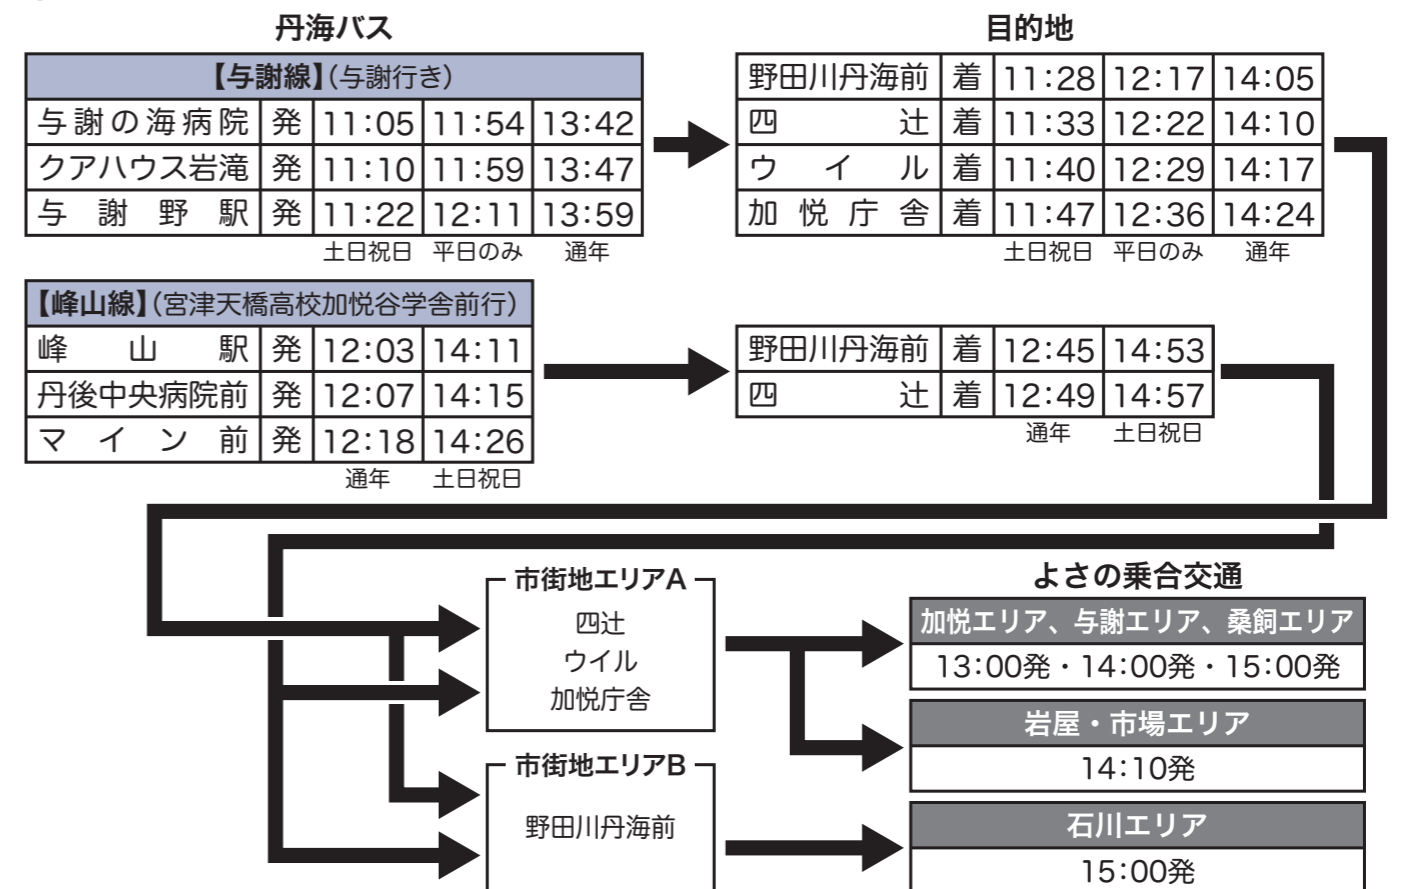 丹海バス
【与謝線】(与謝行き)
与謝の海病院 発 11:05 11:54 13:42
クアハウス岩滝 発 11:10 11:59 13:47
与謝野駅 発 11:22 12:11 13:59
土日祝日 平日のみ 通年
目的地
野田川丹海前 着 11:28 12:17 14:05
四辻 着 11:33 12:22 14:10
ウイル 着 11:40 12:29 14:17
加悦庁舎 着 11:47 12:36 14:24
土日祝日 平日のみ 通年
【峰山線】(宮津天橋高校加悦谷学舎前行)
峰山駅 発 12:03 14:11
丹後中央病院前 発 12:07 14:15
マイン前 発 12:18 14:26
通年 土日祝日
野田川丹海前 着 12:45 14:53
四辻 着 12:49 14:57
通年 土日祝日
市街地エリアA
四辻
ウイル
加悦庁舎
市街地エリアB
野田川丹海前
よさの乗合交通
加悦エリア、与謝エリア、桑飼エリア
13:00発・14:00発・15:00発
岩屋・市場エリア
14:10発
石川エリア
15:00発